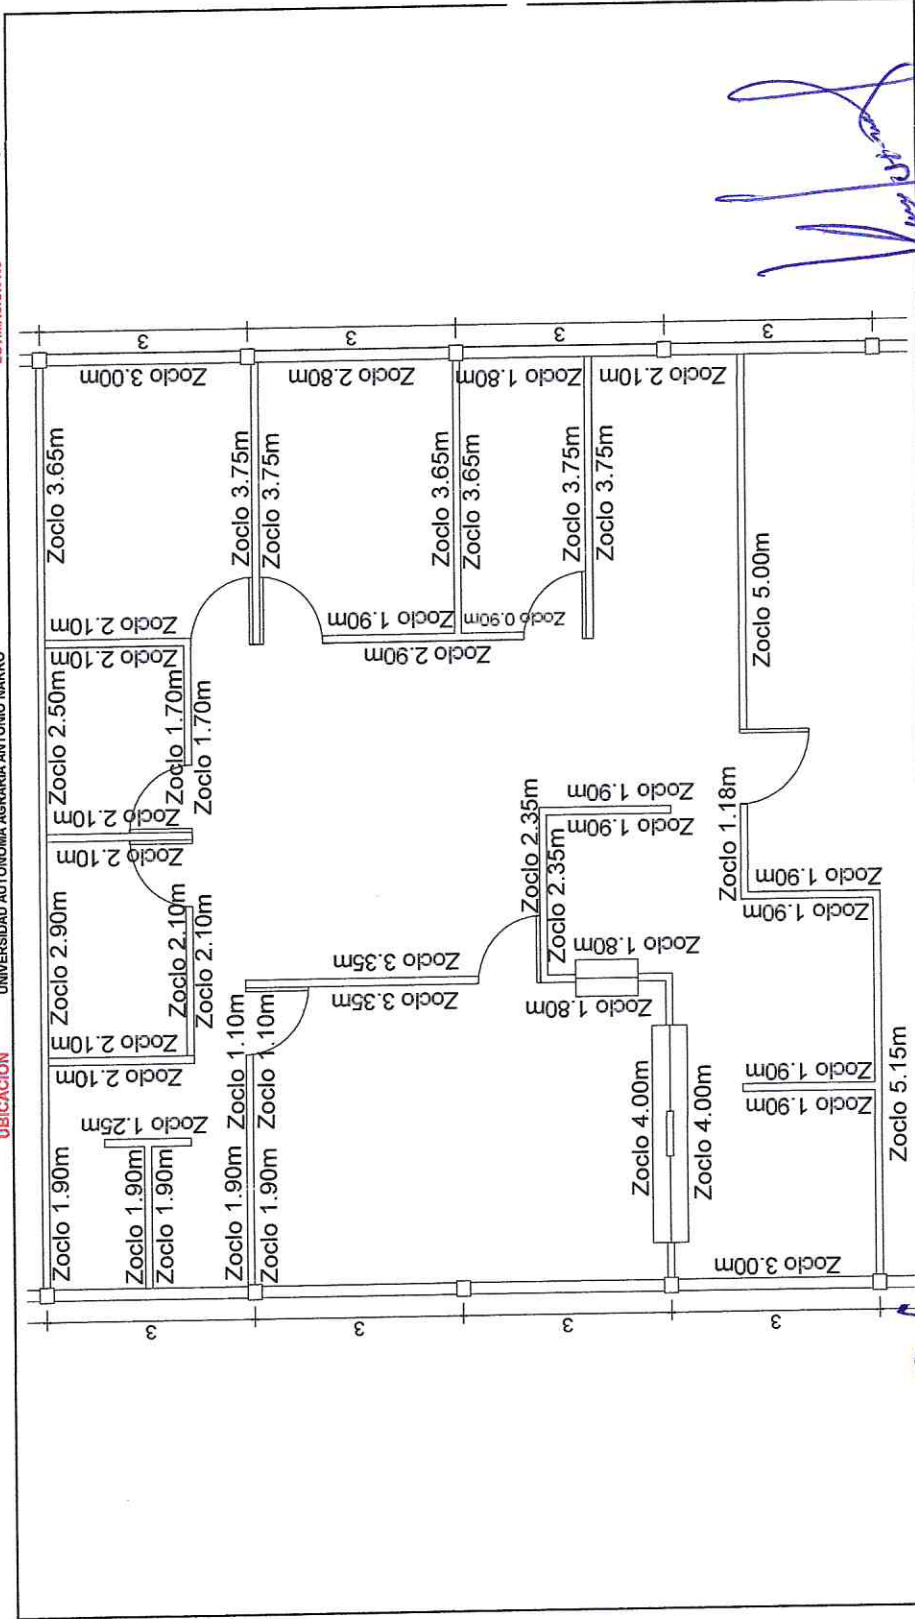 UBICACIÓN
UNIVERSIDAD AUTÓNOMA AGRARIA ANTONIO NARRO
Zoclo 1.90m
Zoclo 2.90m
Zoclo 2.50m
Zoclo 3.65m
Zoclo 1.25m
Zoclo 2.10m
Zoclo 2.10m
Zoclo 2.10m
Zoclo 2.10m
Zoclo 2.10m
Zoclo 2.10m
Zoclo 3.00m
Zoclo 1.90m
Zoclo 1.90m
Zoclo 2.10m
Zoclo 2.10m
Zoclo 1.70m
Zoclo 1.70m
Zoclo 1.90m
Zoclo 1.10m
Zoclo 3.75m
Zoclo 1.90m
Zoclo 1.10m
Zoclo 3.75m
Zoclo 2.80m
Zoclo 3.35m
Zoclo 3.35m
Zoclo 1.90m
Zoclo 2.90m
Zoclo 3.65m
Zoclo 3.65m
Zoclo 0.90m
Zoclo 1.80m
Zoclo 3.75m
Zoclo 3.75m
Zoclo 2.10m
Zoclo 2.35m
Zoclo 2.35m
Zoclo 1.90m
Zoclo 1.90m
Zoclo 1.80m
Zoclo 1.80m
Zoclo 4.00m
Zoclo 4.00m
Zoclo 1.18m
Zoclo 5.00m
Zoclo 1.90m
Zoclo 1.90m
Zoclo 1.90m
Zoclo 1.90m
Zoclo 3.00m
Zoclo 5.15m
3
3
3
3
3
3
3
3